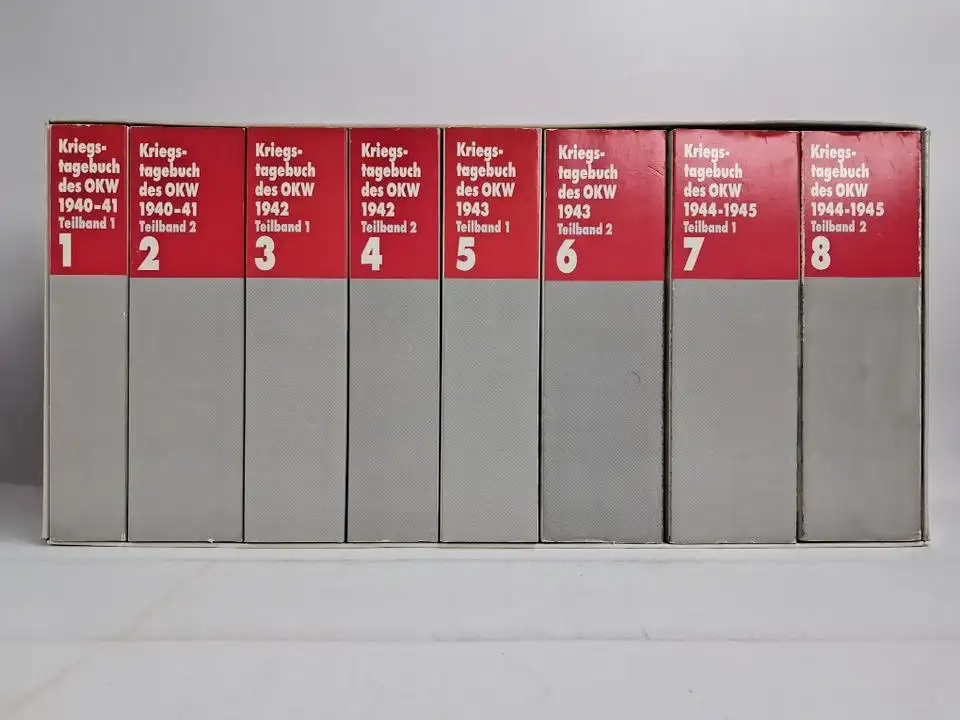 Kriegs-
tagebuch
des OKW
1940-41
Teilband 1
1
Kriegs-
tagebuch
des OKW
1940-41
Teilband 2
2
Kriegs-
tagebuch
des OKW
1942
Teilband 1
3
Kriegs-
tagebuch
des OKW
1942
Teilband 2
4
Kriegs-
tagebuch
des OKW
1943
Teilband 1
5
Kriegs-
tagebuch
des OKW
1943
Teilband 2
6
Kriegs-
tagebuch
des OKW
1944-1945
Teilband 1
7
Kriegs-
tagebuch
des OKW
1944-1945
Teilband 2
8